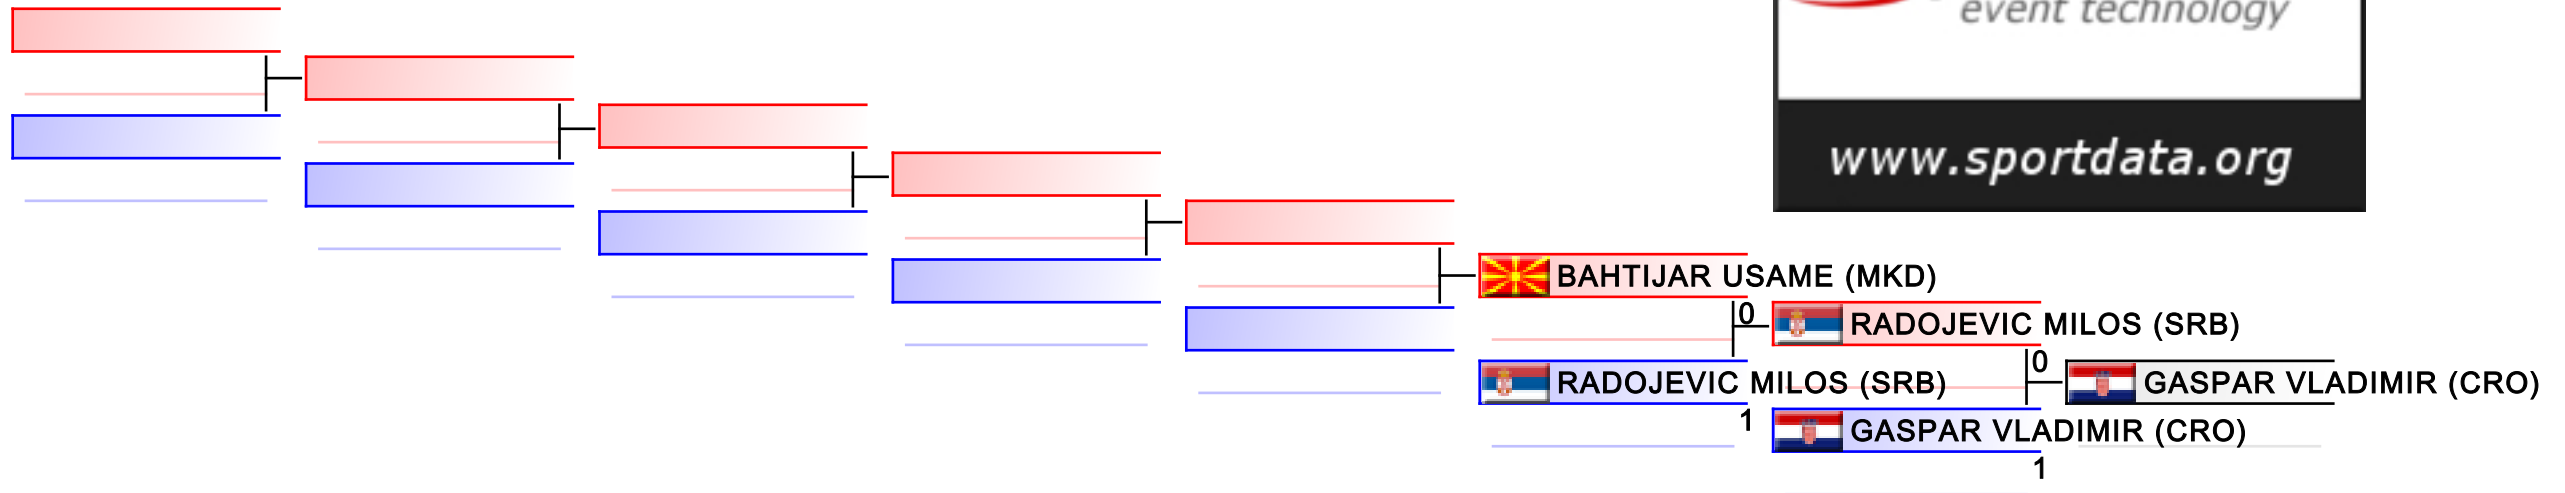 event technology
www.sportdata.org
BAHTIJAR USAME (MKD)
0
RADOJEVIC MILOS (SRB)
0
RADOJEVIC MILOS (SRB)
GASPAR VLADIMIR (CRO)
1
GASPAR VLADIMIR (CRO)
1